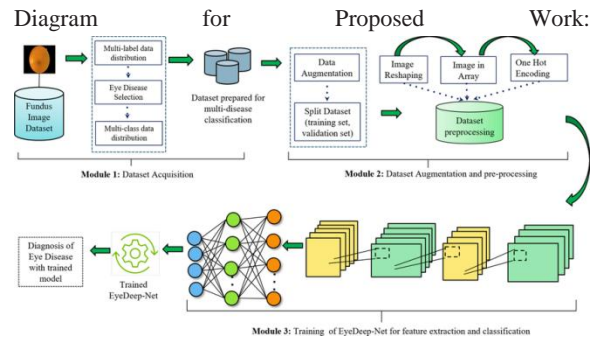 Diagram for Proposed Work:
Fundus
Image
Dataset
Multi-label data
distribution
Eye Disease
Selection
Multi-class data
distribution
Dataset prepared for
multi-disease
classification
Module 1: Dataset Acquisition
Data
Augmentation
Split Dataset
(training set,
validation set)
Image
Reshaping
Image in
Array
One Hot
Encoding
Dataset
preprocessing
Module 2: Dataset Augmentation and pre-processing
Diagnosis of
Eye Disease
with trained
model
Trained
EyeDeep-Net
Module 3: Training of EyeDeep-Net for feature extraction and classification